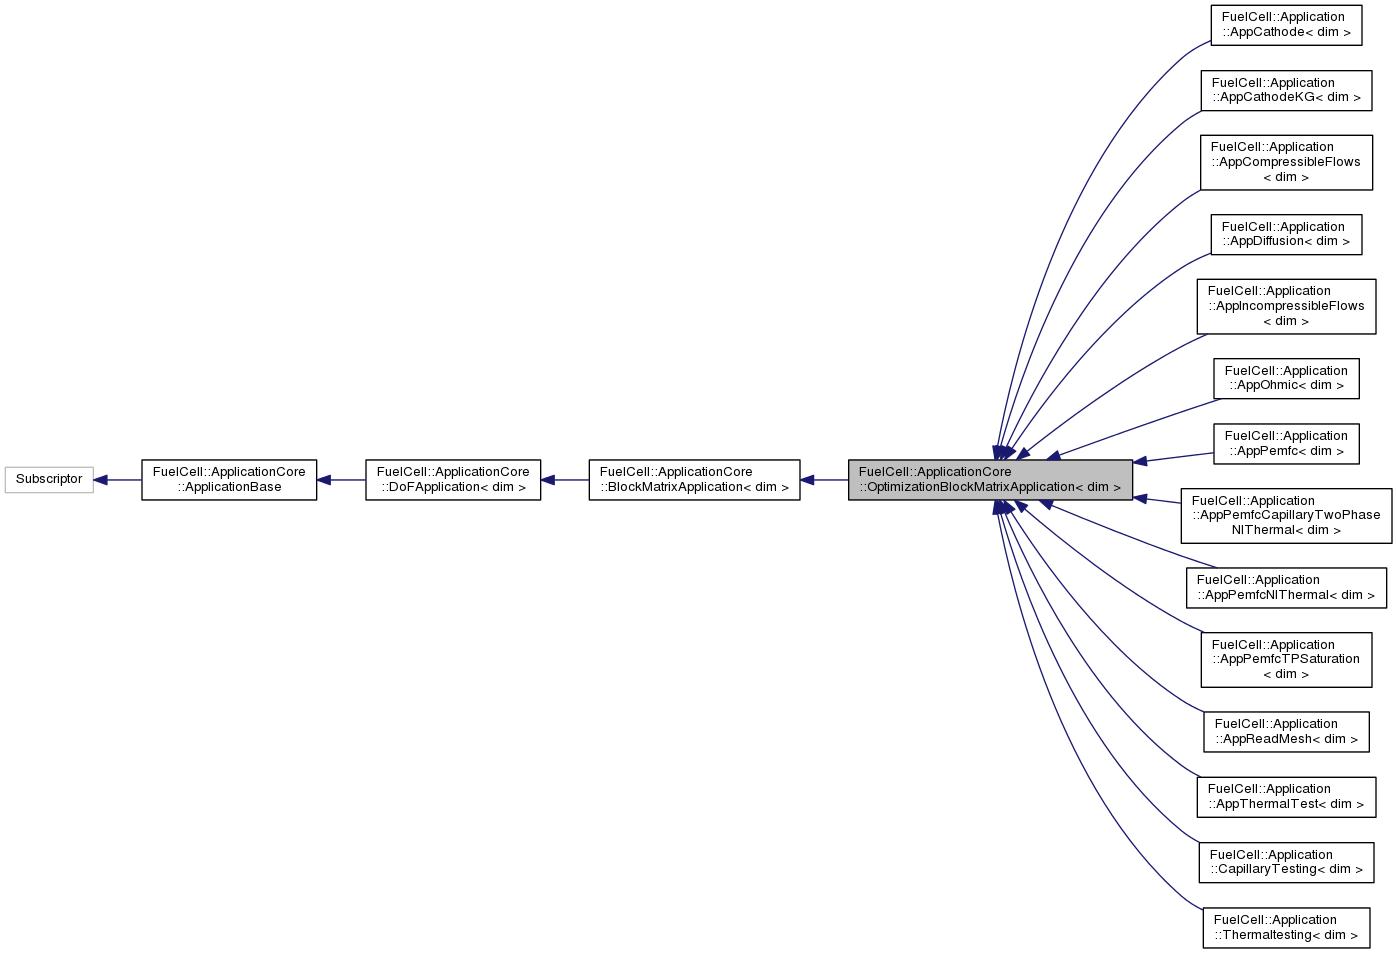 Subscriptor
FuelCell::ApplicationCore
::ApplicationBase
FuelCell::ApplicationCore
::DoFApplication< dim >
FuelCell::ApplicationCore
::BlockMatrixApplication< dim >
FuelCell::ApplicationCore
::OptimizationBlockMatrixApplication< dim >
FuelCell::Application
::AppCathode< dim >
FuelCell::Application
::AppCathodeKG< dim >
FuelCell::Application
::AppCompressibleFlows
< dim >
FuelCell::Application
::AppDiffusion< dim >
FuelCell::Application
::AppIncompressibleFlows
< dim >
FuelCell::Application
::AppOhmic< dim >
FuelCell::Application
::AppPemfc< dim >
FuelCell::Application
::AppPemfcCapillaryTwoPhase
NIThermal< dim >
FuelCell::Application
::AppPemfcNIThermal< dim >
FuelCell::Application
::AppPemfcTPSaturation
< dim >
FuelCell::Application
::AppReadMesh< dim >
FuelCell::Application
::AppThermalTest< dim >
FuelCell::Application
::CapillaryTesting< dim >
FuelCell::Application
::Thermaltesting< dim >